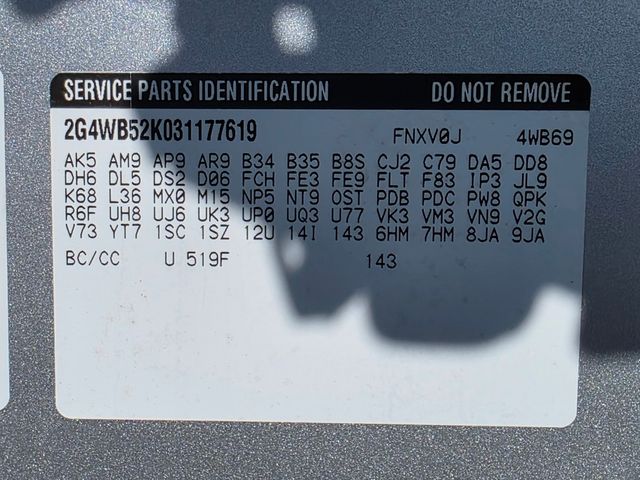 SERVICE PARTS IDENTIFICATION DO NOT REMOVE
2G4WB52K031177619 FNXV0J 4WB69
AK5 AM9 AP9 AR9 B34 B35 B8S CJ2 C79 DA5 DD8
DH6 DL5 DS2 D06 FCH FE3 FE9 FLT F83 IP3 JL9
K68 L36 MX0 M15 NP5 NT9 OST PDB PDC PW8 QPK
R6F UH8 UJ6 UK3 UP0 UQ3 U77 VK3 VM3 VN9 V2G
V73 YT7 1SC 1SZ 12U 14I 143 6HM 7HM 8JA 9JA
BC/CC U 519F 143